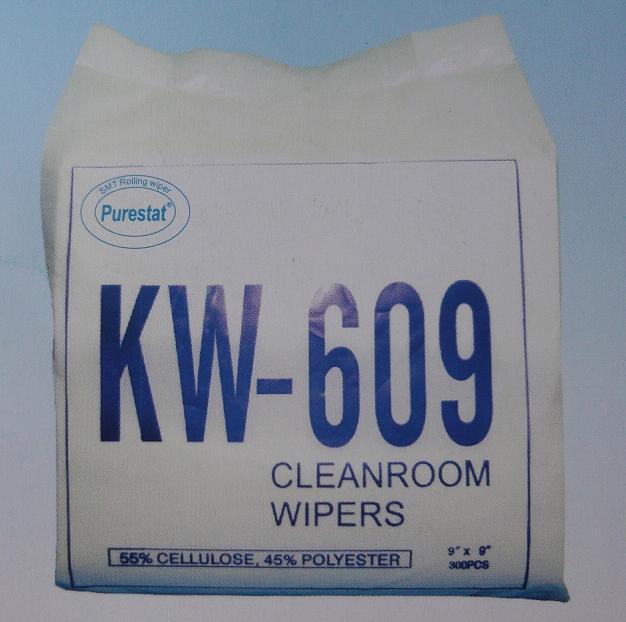 SMT Rolling wiper
Purestat®
KW-609
CLEANROOM
WIPERS
55% CELLULOSE, 45% POLYESTER
9" x 9"
300PCS